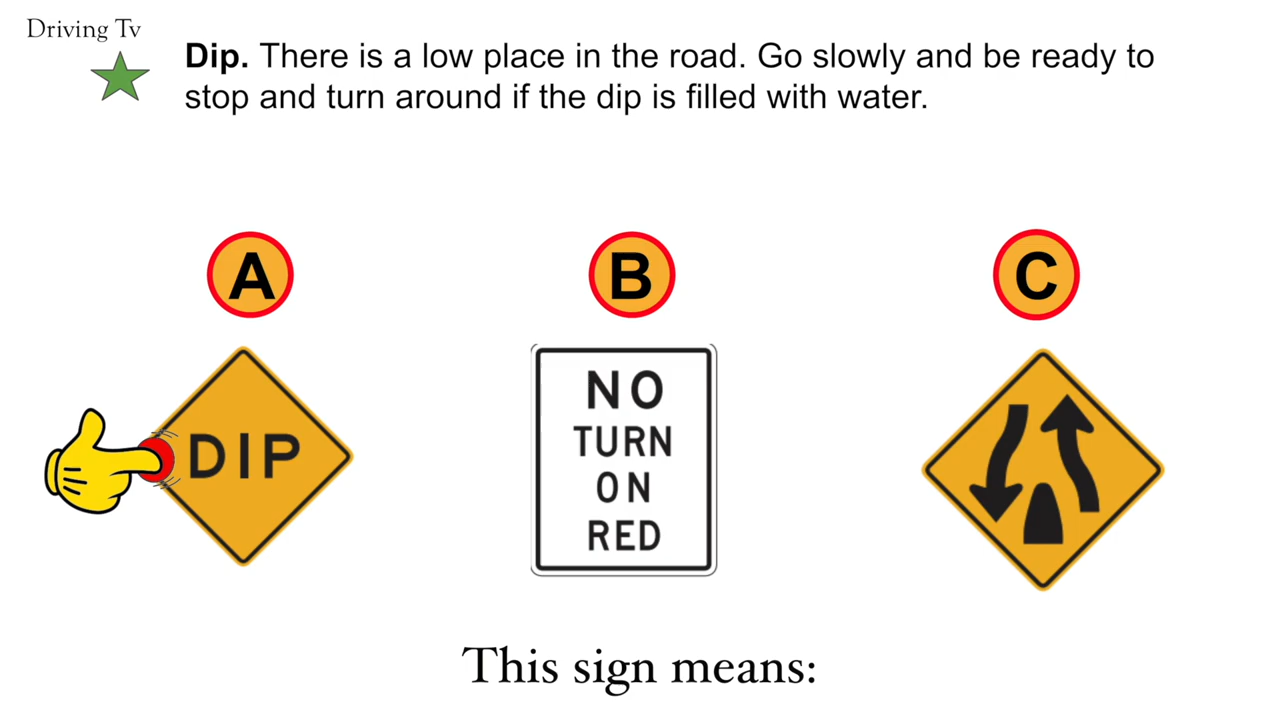 Driving Tv
Dip. There is a low place in the road. Go slowly and be ready to
stop and turn around if the dip is filled with water.
A
B
C
DIP
NO
TURN
ON
RED
This sign means: